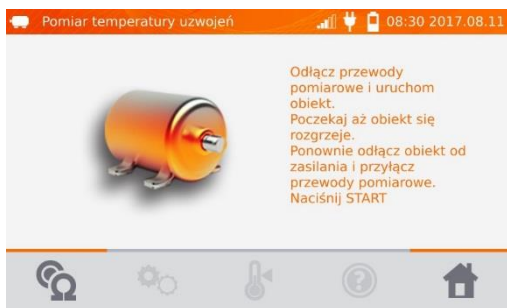 Pomiar temperatury uzwojeń
08:30 2017.08.11
Odłącz przewody
pomiarowe i uruchom
obiekt.
Poczekaj aż obiekt się
rozgrzeje.
Ponownie odłącz obiekt od
zasilania i przyłącz
przewody pomiarowe.
Naciśnij START